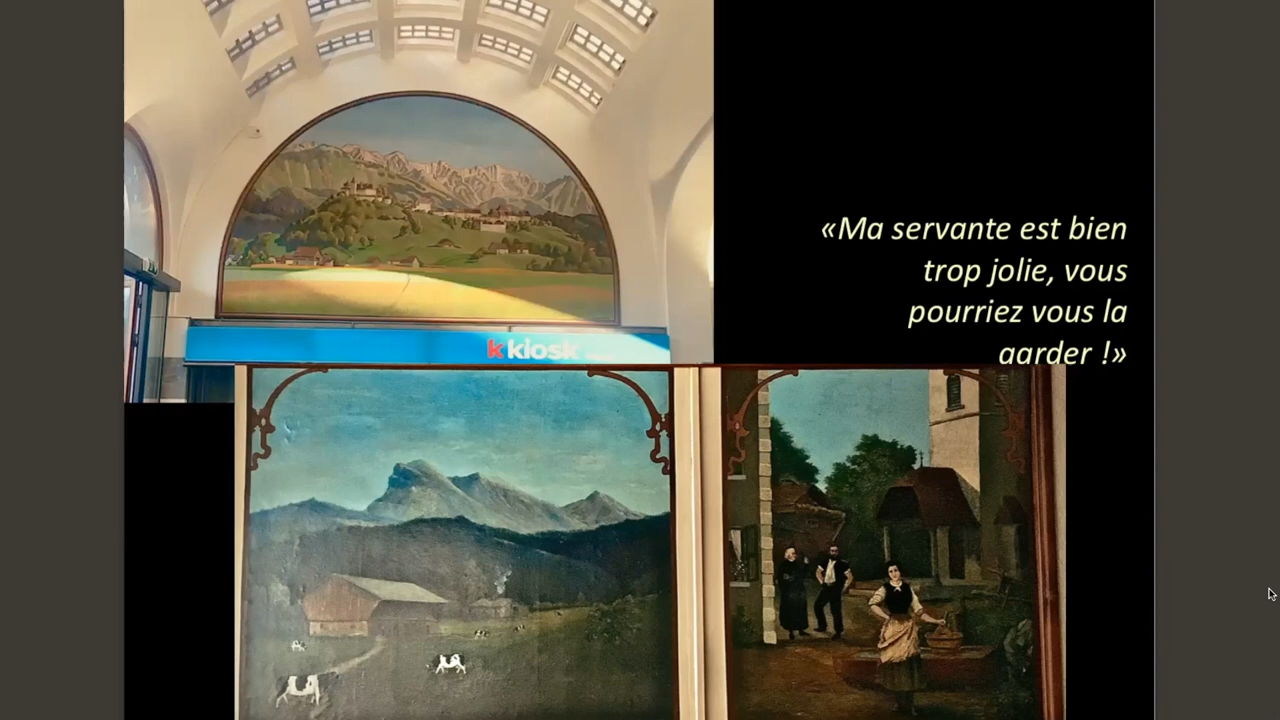 «Ma servante est bien
trop jolie, vous
pourriez vous la
garder !»
k kiosk